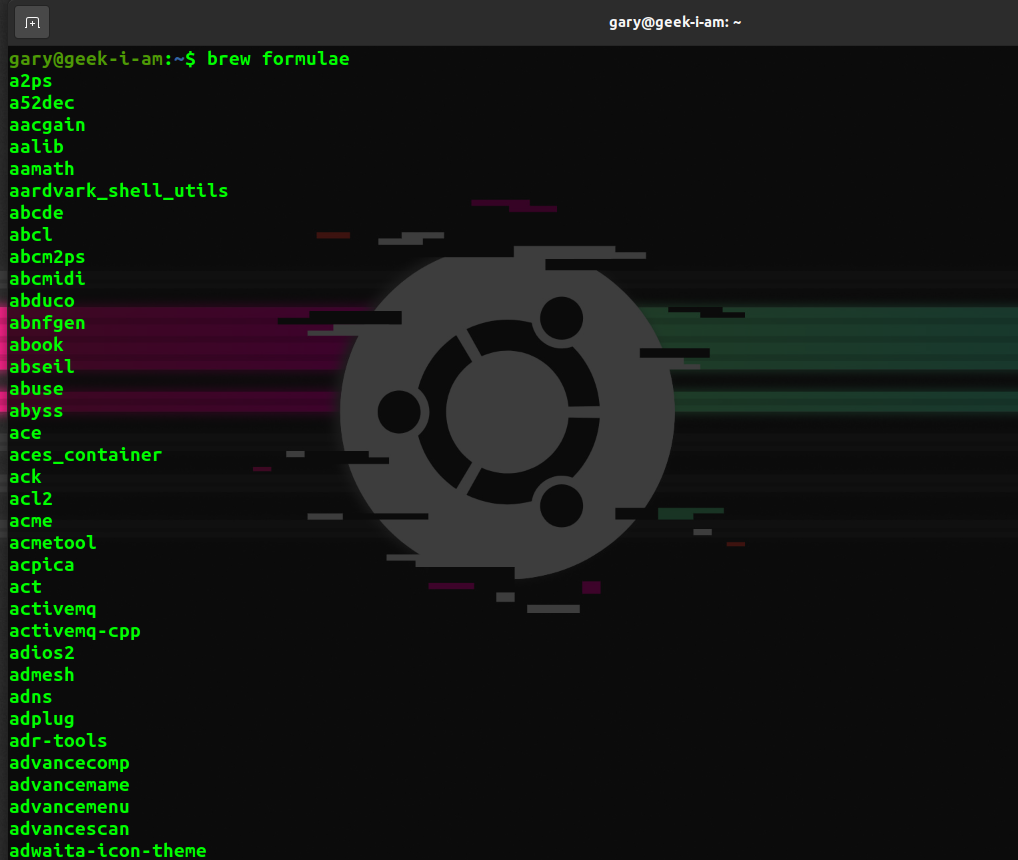 gary@geek-i-am: ~
gary@geek-i-am:~$ brew formulae
a2ps
a52dec
aacgain
aalib
aamath
aardvark_shell_utils
abcde
abcl
abcm2ps
abcmidi
abduco
abnfgen
abook
abseil
abuse
abyss
ace
aces_container
ack
acl2
acme
acmetool
acpica
act
activemq
activemq-cpp
adios2
admesh
adns
adplug
adr-tools
advancecomp
advancemame
advancemenu
advancescan
adwaita-icon-theme